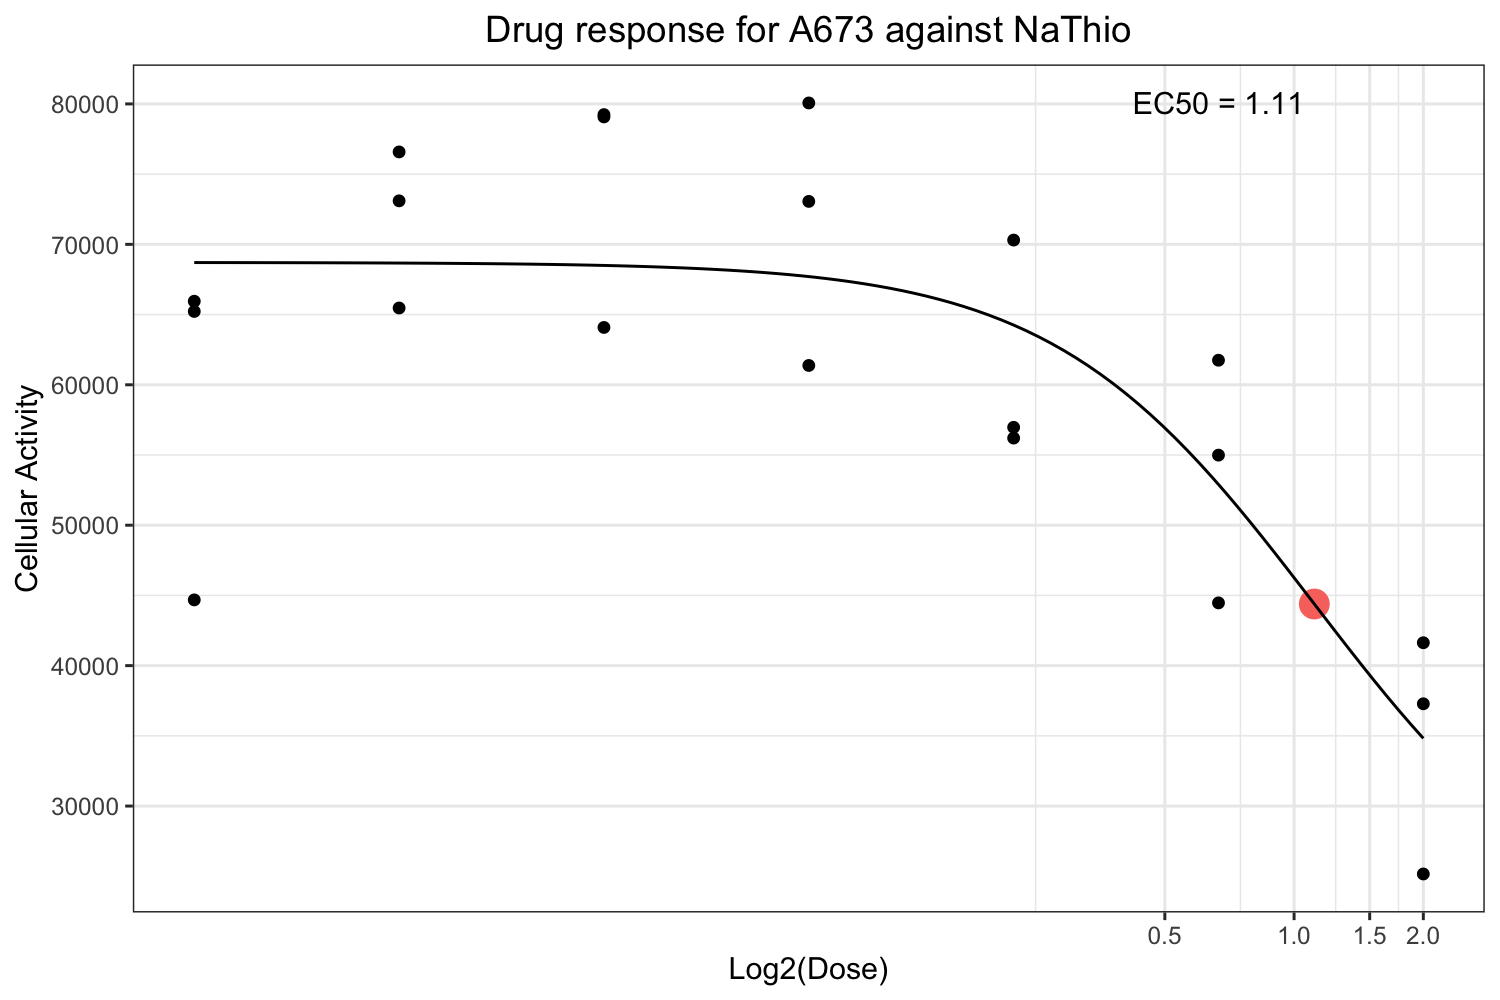 Drug response for A673 against NaThio
EC50 = 1.11
80000
70000
60000
50000
40000
30000
Cellular Activity
0.5 1.0 1.5 2.0
Log2(Dose)